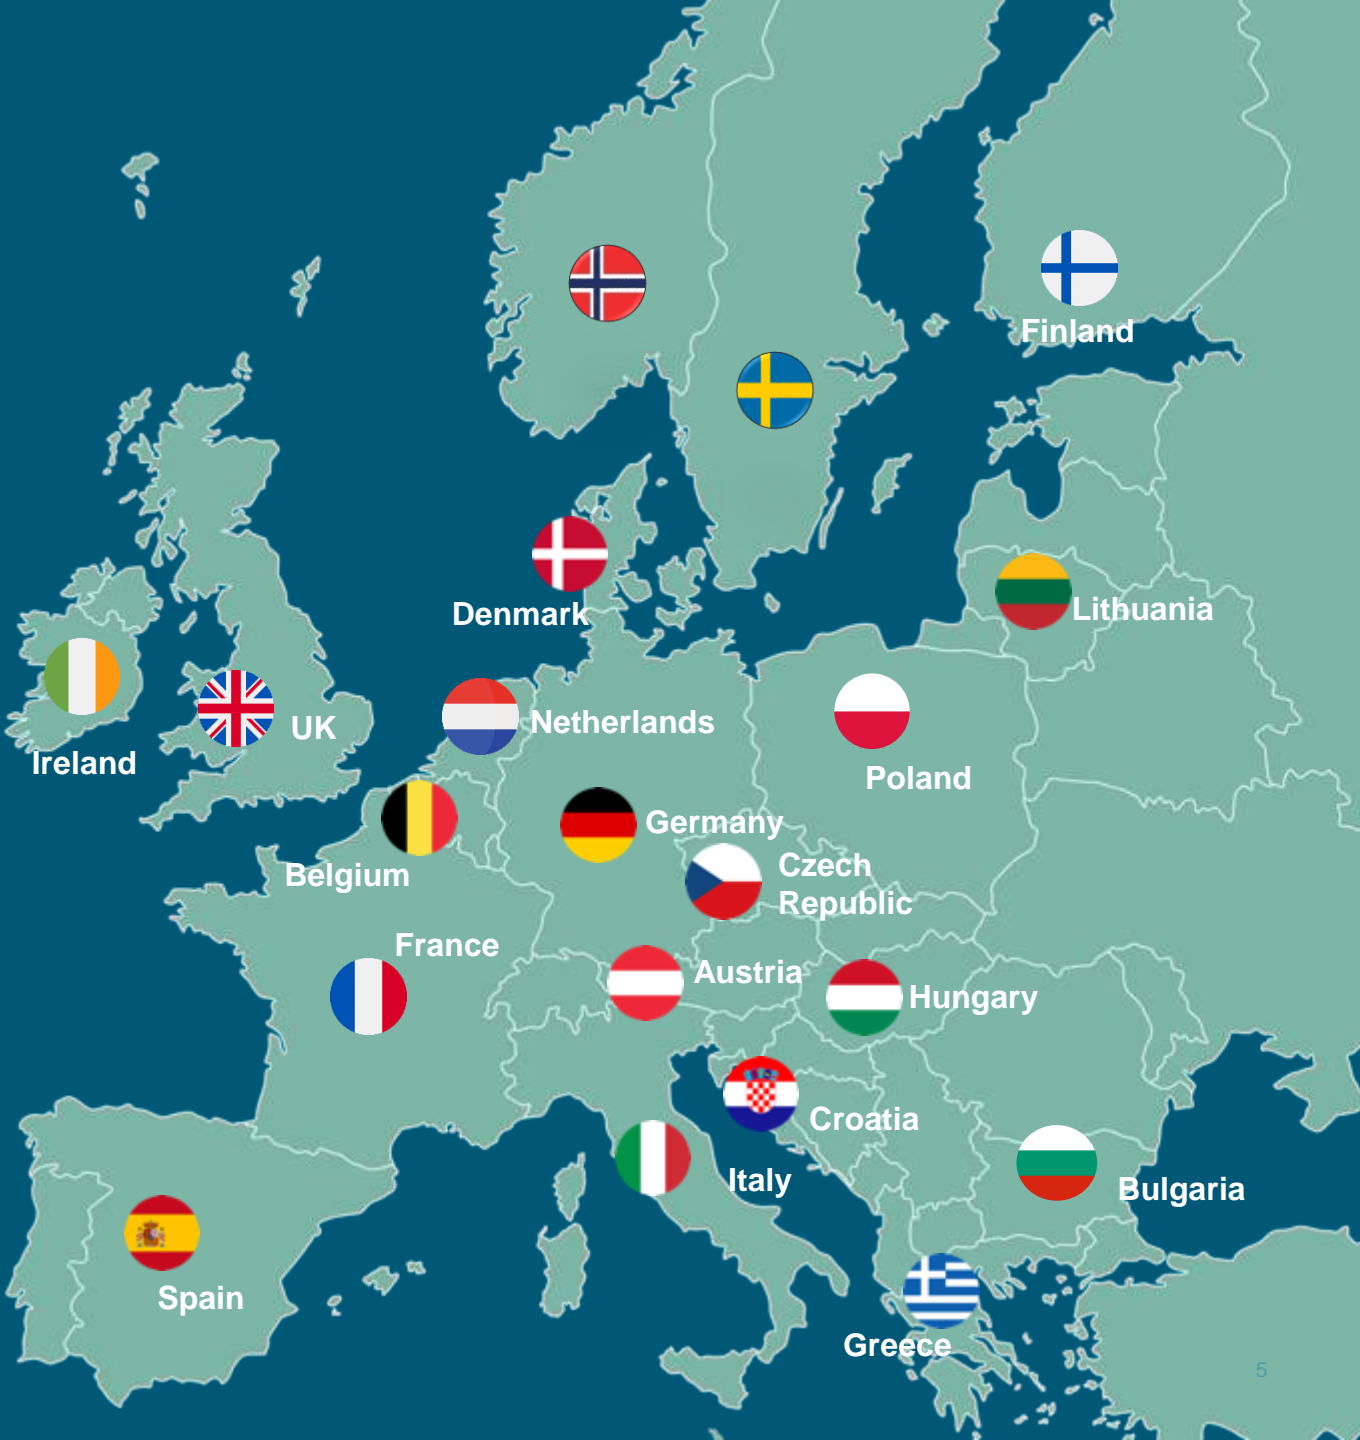 Finland
Denmark
Lithuania
Ireland
UK
Netherlands
Poland
Belgium
Germany
Czech
Republic
France
Austria
Hungary
Croatia
Italy
Bulgaria
Spain
Greece
5